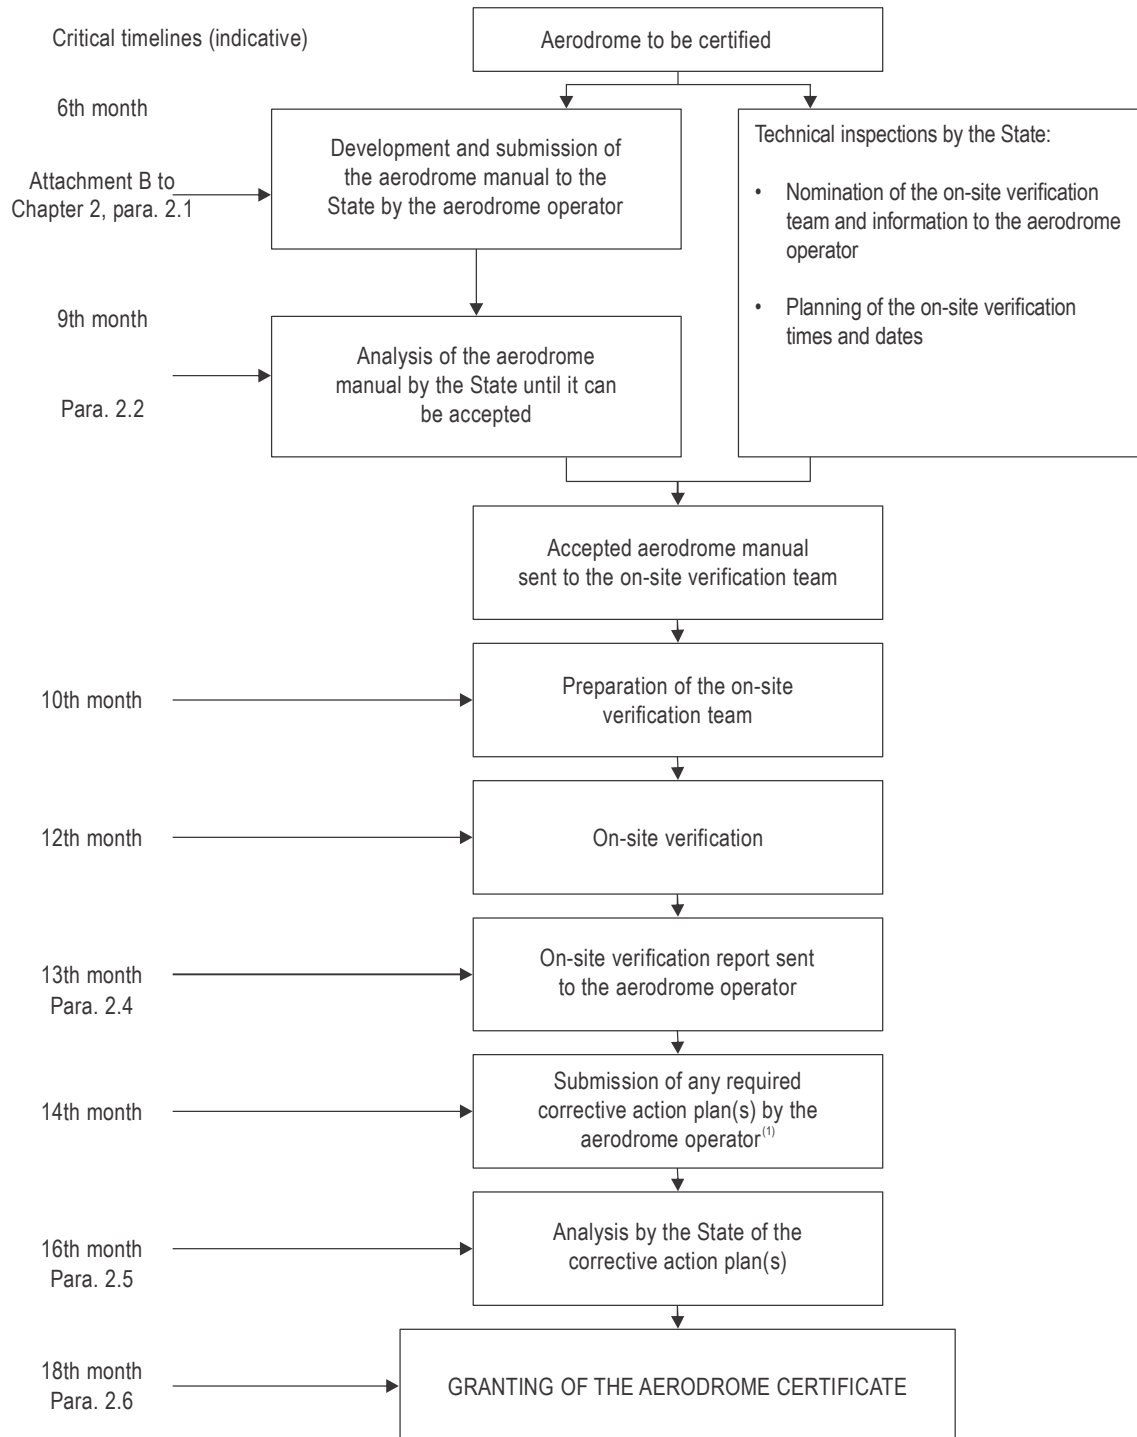 Critical timelines (indicative)
Aerodrome to be certified
6th month
Attachment B to
Chapter 2, para. 2.1
Development and submission of
the aerodrome manual to the
State by the aerodrome operator
Technical inspections by the State:
• Nomination of the on-site verification
team and information to the aerodrome
operator
• Planning of the on-site verification
times and dates
9th month
Para. 2.2
Analysis of the aerodrome
manual by the State until it can
be accepted
Accepted aerodrome manual
sent to the on-site verification team
10th month
Preparation of the on-site
verification team
12th month
On-site verification
13th month
Para. 2.4
On-site verification report sent
to the aerodrome operator
14th month
Submission of any required
corrective action plan(s) by the
aerodrome operator(1)
16th month
Para. 2.5
Analysis by the State of the
corrective action plan(s)
18th month
Para. 2.6
GRANTING OF THE AERODROME CERTIFICATE